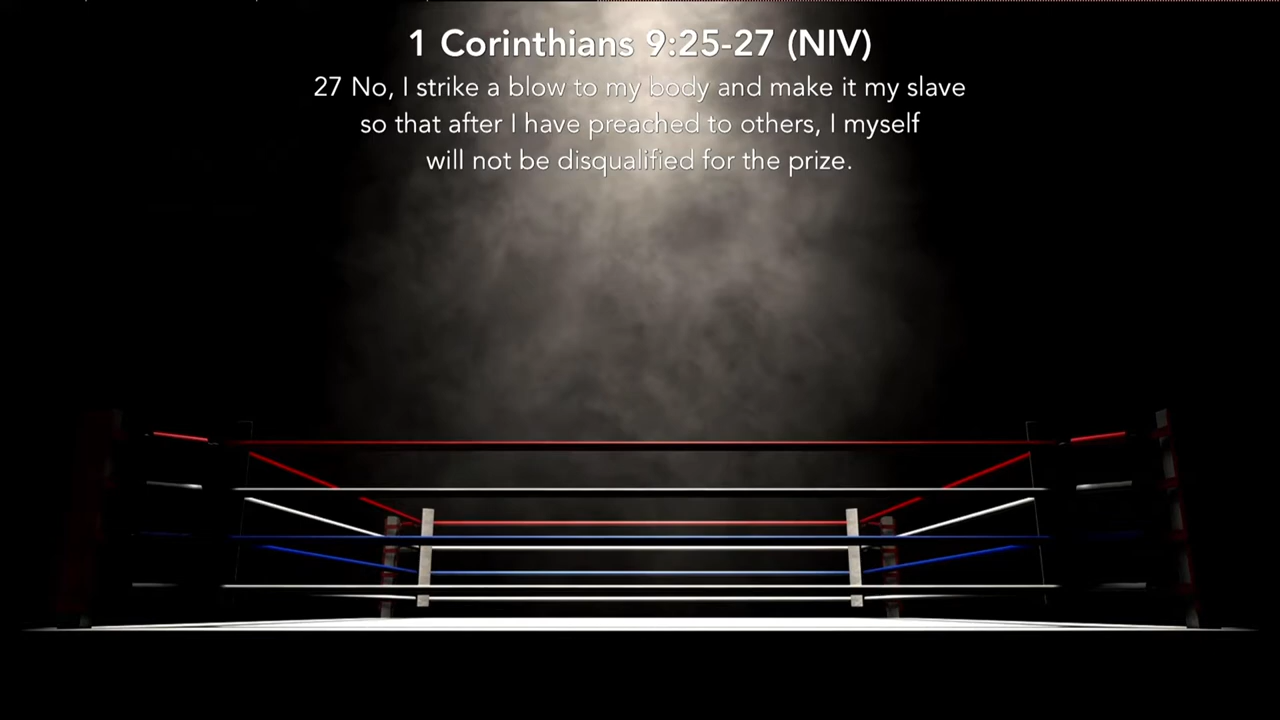 1 Corinthians 9:25-27 (NIV)
27 No, I strike a blow to my body and make it my slave
so that after I have preached to others, I myself
will not be disqualified for the prize.